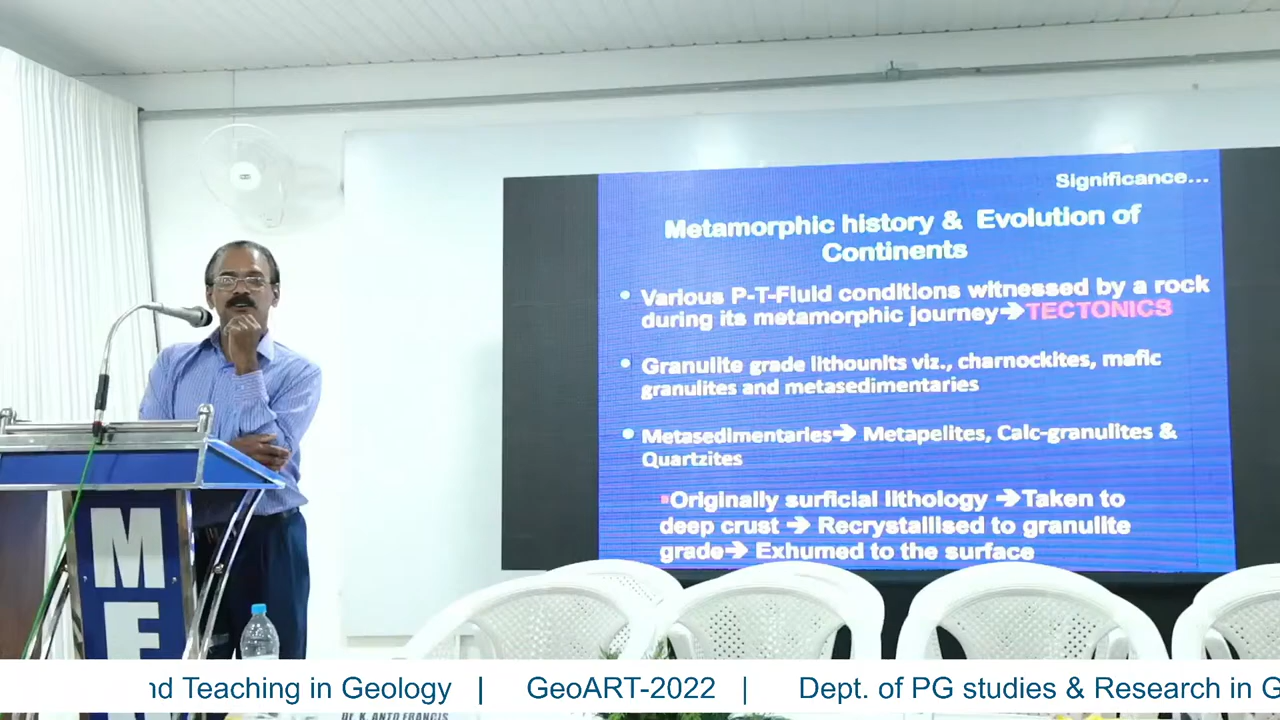 Significance...
Metamorphic history & Evolution of
Continents
• Various P-T-Fluid conditions witnessed by a rock
during its metamorphic journey➔TECTONICS
• Granulite grade lithounits viz., charnockites, mafic
granulites and metasedimentaries
• Metasedimentaries➔ Metapelites, Calc-granulites &
Quartzites
▪Originally surficial lithology ➔Taken to
deep crust ➔ Recrystallised to granulite
grade➔ Exhumed to the surface
M
E
nd Teaching in Geology | GeoART-2022 | Dept. of PG studies & Research in G
Dr. K. ANTO FRANCIS